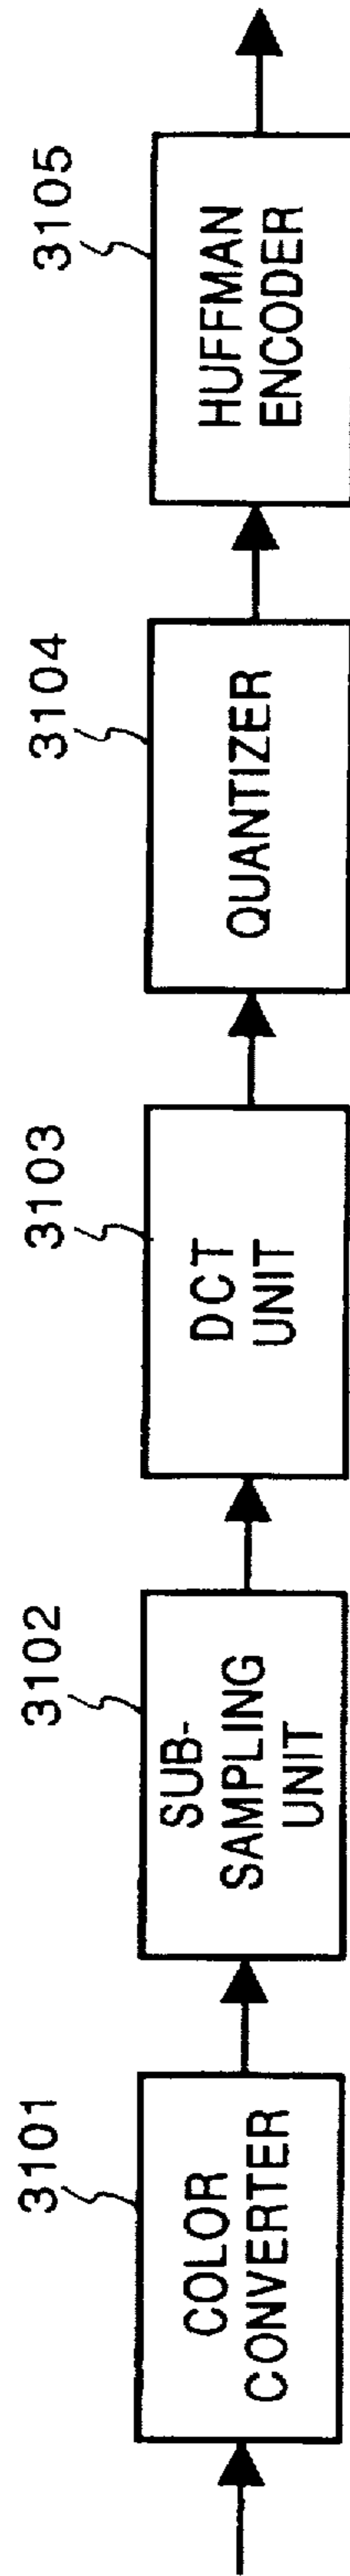 3101
COLOR
CONVERTER
3102
SUB-
SAMPLING
UNIT
3103
DCT
UNIT
3104
QUANTIZER
3105
HUFFMAN
ENCODER